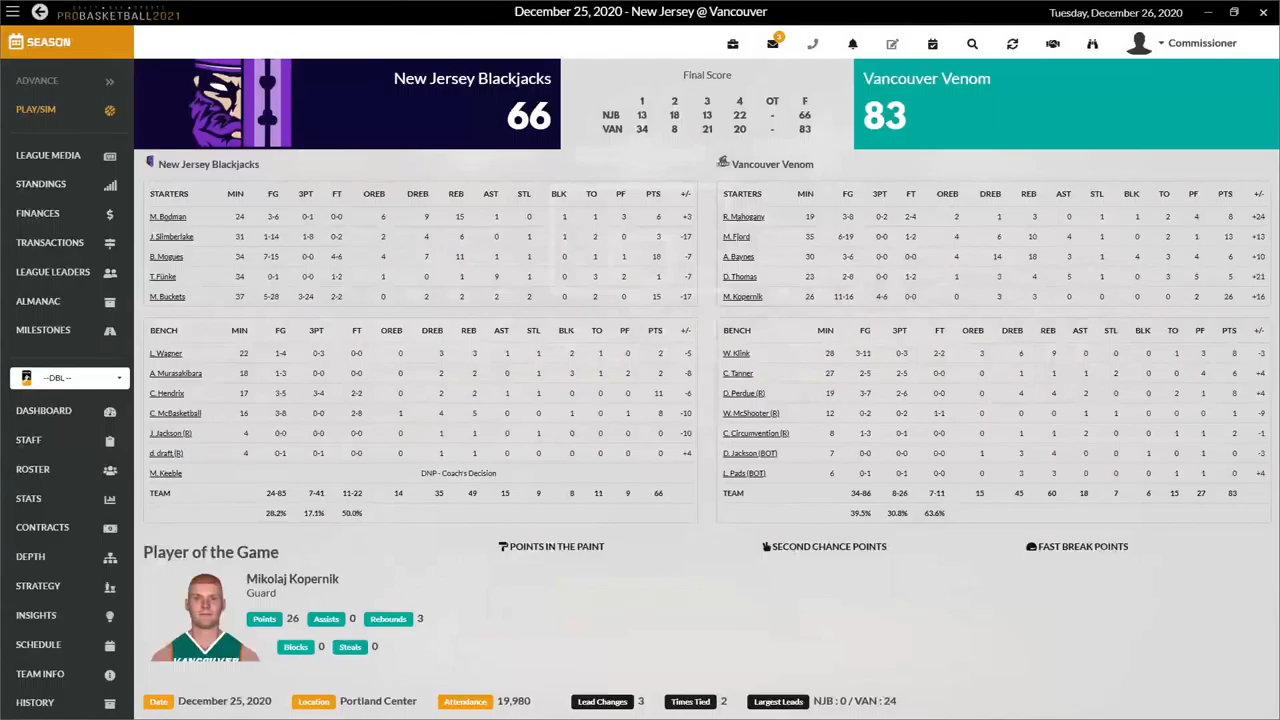 DRAFT DAY SPORTS
PROBASKETBALL2021
December 25, 2020 - New Jersey @ Vancouver
Tuesday, December 26, 2020
SEASON
3
Commissioner
ADVANCE
PLAY/SIM
LEAGUE MEDIA
STANDINGS
FINANCES
TRANSACTIONS
LEAGUE LEADERS
ALMANAC
MILESTONES
--DBL --
DASHBOARD
STAFF
ROSTER
STATS
CONTRACTS
DEPTH
STRATEGY
INSIGHTS
SCHEDULE
TEAM INFO
HISTORY
New Jersey Blackjacks
66
Final Score
1 2 3 4 OT F
NJB 13 18 13 22 - 66
VAN 34 8 21 20 - 83
Vancouver Venom
83
New Jersey Blackjacks
STARTERS MIN FG 3PT FT OREB DREB REB AST STL BLK TO PF PTS +/-
M. Bodman 24 3-6 0-1 0-0 6 9 15 1 0 1 1 3 6 +3
J. Slimberlake 31 1-14 1-8 0-2 2 4 6 0 1 1 2 0 3 -17
B. Mogues 34 7-15 0-0 4-6 4 7 11 1 1 0 1 1 18 -7
T. Fünke 34 0-1 0-0 1-2 1 0 1 9 1 0 3 2 1 -7
M. Buckets 37 5-28 3-24 2-2 0 2 2 2 2 0 2 0 15 -17
BENCH MIN FG 3PT FT OREB DREB REB AST STL BLK TO PF PTS +/-
L. Wagner 22 1-4 0-3 0-0 0 3 3 1 1 2 1 0 2 -5
A. Murasakibara 18 1-3 0-0 0-0 0 2 2 0 1 3 1 2 2 -8
C. Hendrix 17 3-5 3-4 2-2 0 2 2 1 1 0 0 0 11 -6
C. McBasketball 16 3-8 0-0 2-8 1 4 5 0 0 1 0 1 8 -10
J. Jackson (R) 4 0-0 0-0 0-0 0 1 1 0 1 0 0 0 0 -10
d. draft (R) 4 0-1 0-1 0-0 0 1 1 0 0 0 0 0 0 +4
M. Keeble DNP - Coach's Decision
TEAM 24-85 7-41 11-22 14 35 49 15 9 8 11 9 66
28.2% 17.1% 50.0%
Vancouver Venom
STARTERS MIN FG 3PT FT OREB DREB REB AST STL BLK TO PF PTS +/-
R. Mahogany 19 3-8 0-2 2-4 2 1 3 0 1 1 2 4 8 +24
M. Fjord 35 6-19 0-0 1-2 4 6 10 4 1 0 2 1 13 +13
A. Baynes 30 3-6 0-0 0-0 4 14 18 1 3 4 3 4 6 +10
D. Thomas 23 2-8 0-0 1-2 1 3 4 5 1 0 3 5 5 +21
M. Kopernik 26 11-16 4-6 0-0 0 3 3 0 0 0 0 2 26 +16
BENCH MIN FG 3PT FT OREB DREB REB AST STL BLK TO PF PTS +/-
W. Klink 28 3-11 0-3 2-2 3 6 9 0 0 0 1 3 8 -3
C. Tanner 27 2-5 2-5 0-0 0 1 1 1 1 2 0 4 6 +4
D. Perdue (R) 19 3-7 2-6 0-0 0 4 4 2 0 0 1 2 8 +4
W. McShooter (R) 12 0-2 0-2 1-1 0 0 0 1 0 0 1 0 1 -9
C. Circumvention (R) 8 1-3 0-1 0-0 0 1 1 2 0 0 1 1 2 -1
D. Jackson (BOT) 7 0-0 0-0 0-0 1 3 4 2 0 0 0 1 0 -3
L. Pads (BOT) 6 0-1 0-1 0-0 0 3 3 0 0 0 1 1 0 0 +4
TEAM 34-86 8-26 7-11 15 45 60 18 7 6 15 27 83
39.5% 30.8% 63.6%
Player of the Game
Mikolaj Kopernik
Guard
Points 26 Assists 0 Rebounds 3
Blocks 0 Steals 0
VANCOUVER
POINTS IN THE PAINT
SECOND CHANCE POINTS
FAST BREAK POINTS
Date December 25, 2020 Location Portland Center Attendance 19,980 Lead Changes 3 Times Tied 2 Largest Leads NJB : 0 / VAN : 24